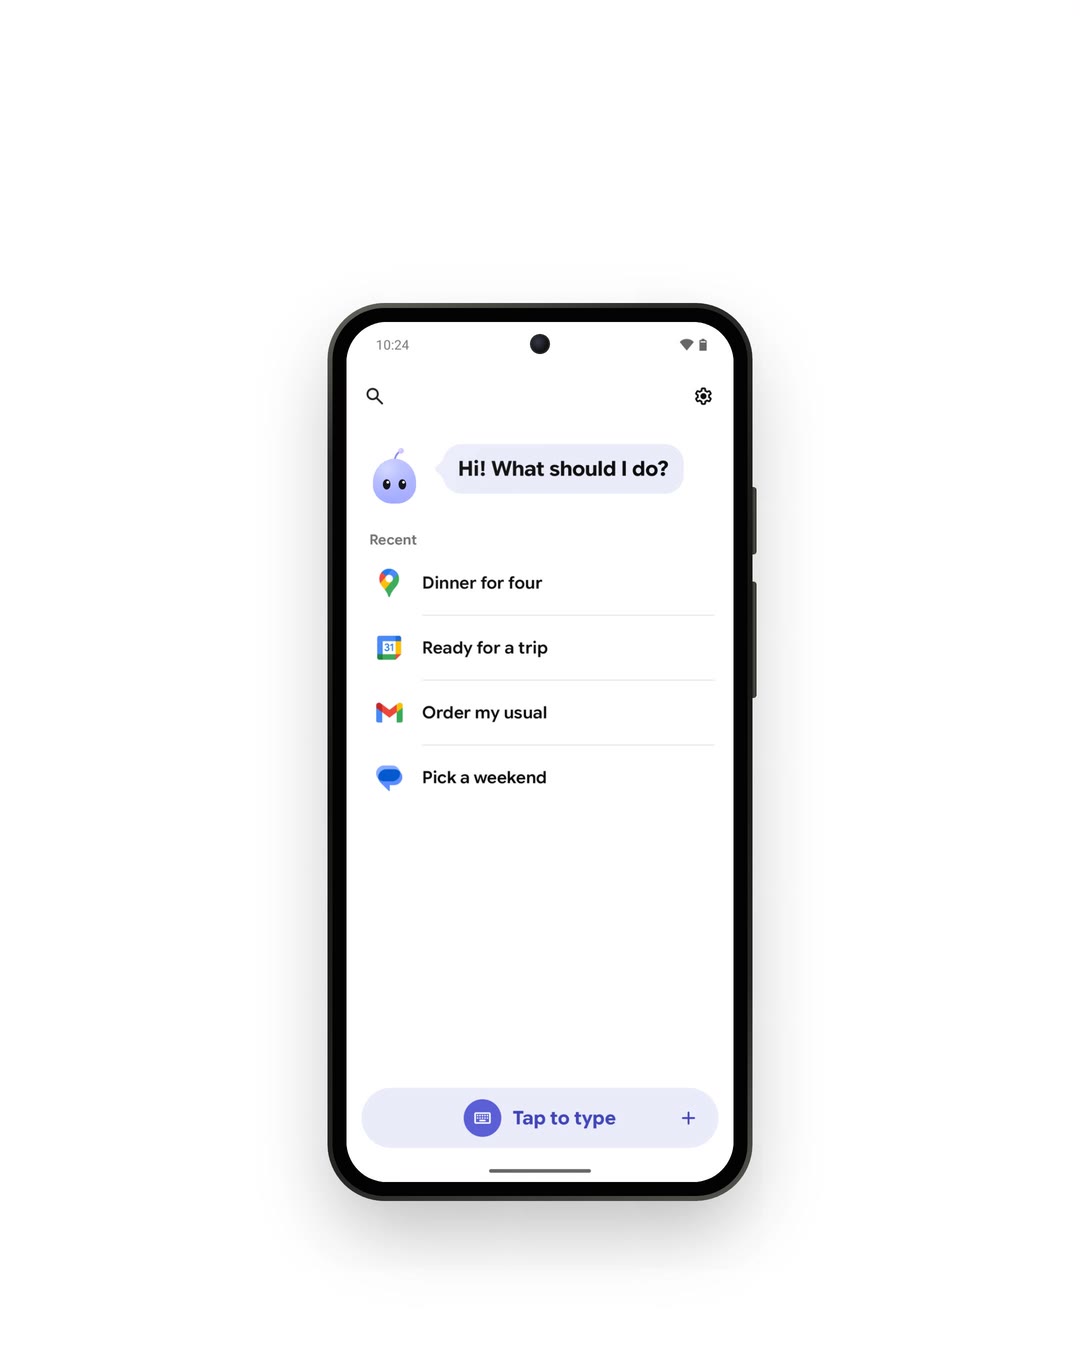 10:24
Hi! What should I do?
Recent
Dinner for four
31
Ready for a trip
Order my usual
Pick a weekend
Tap to type